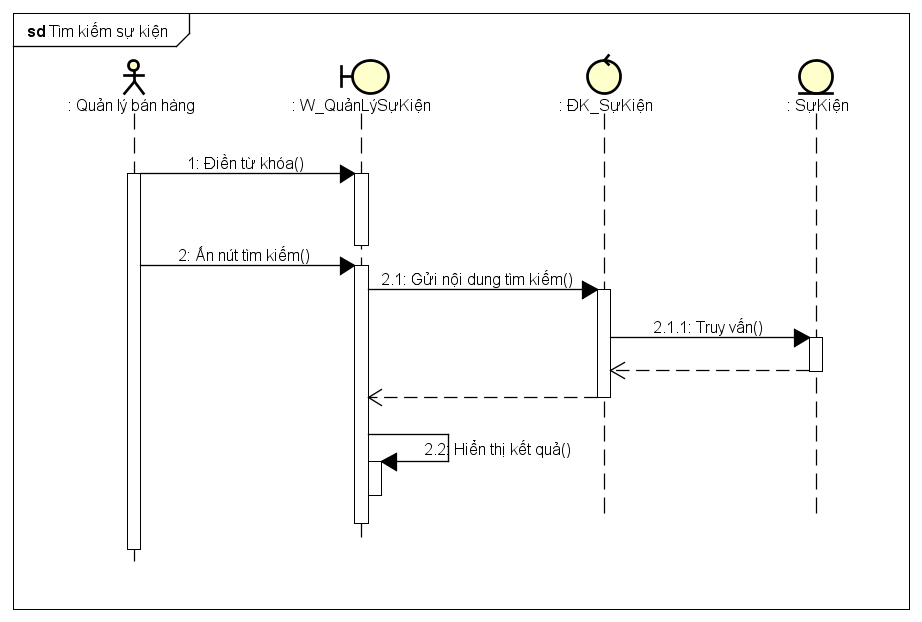 sd Tìm kiếm sự kiện
: Quản lý bán hàng
: W_QuảnLýSựKiện
: ĐK_SựKiện
: SựKiện
1: Điền từ khóa()
2: Ấn nút tìm kiếm()
2.1: Gửi nội dung tìm kiếm()
2.1.1: Truy vấn()
2.2: Hiển thị kết quả()